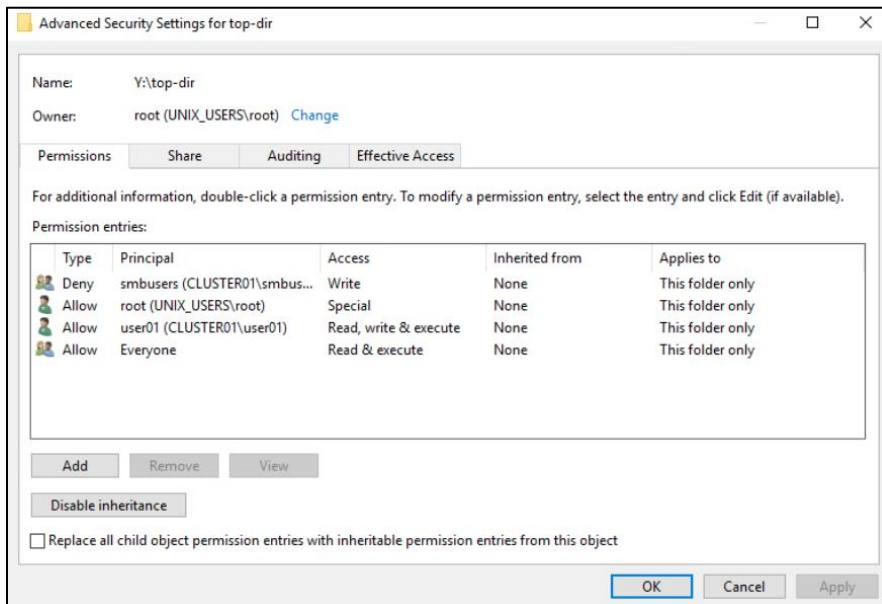 Advanced Security Settings for top-dir
Name: Y:\top-dir
Owner: root (UNIX_USERS\root) Change
Permissions Share Auditing Effective Access
For additional information, double-click a permission entry. To modify a permission entry, select the entry and click Edit (if available).
Permission entries:
Type Principal Access Inherited from Applies to
Deny smbusers (CLUSTER01\smbus... Write None This folder only
Allow root (UNIX_USERS\root) Special None This folder only
Allow user01 (CLUSTER01\user01) Read, write & execute None This folder only
Allow Everyone Read & execute None This folder only
Add Remove View
Disable inheritance
Replace all child object permission entries with inheritable permission entries from this object
OK Cancel Apply